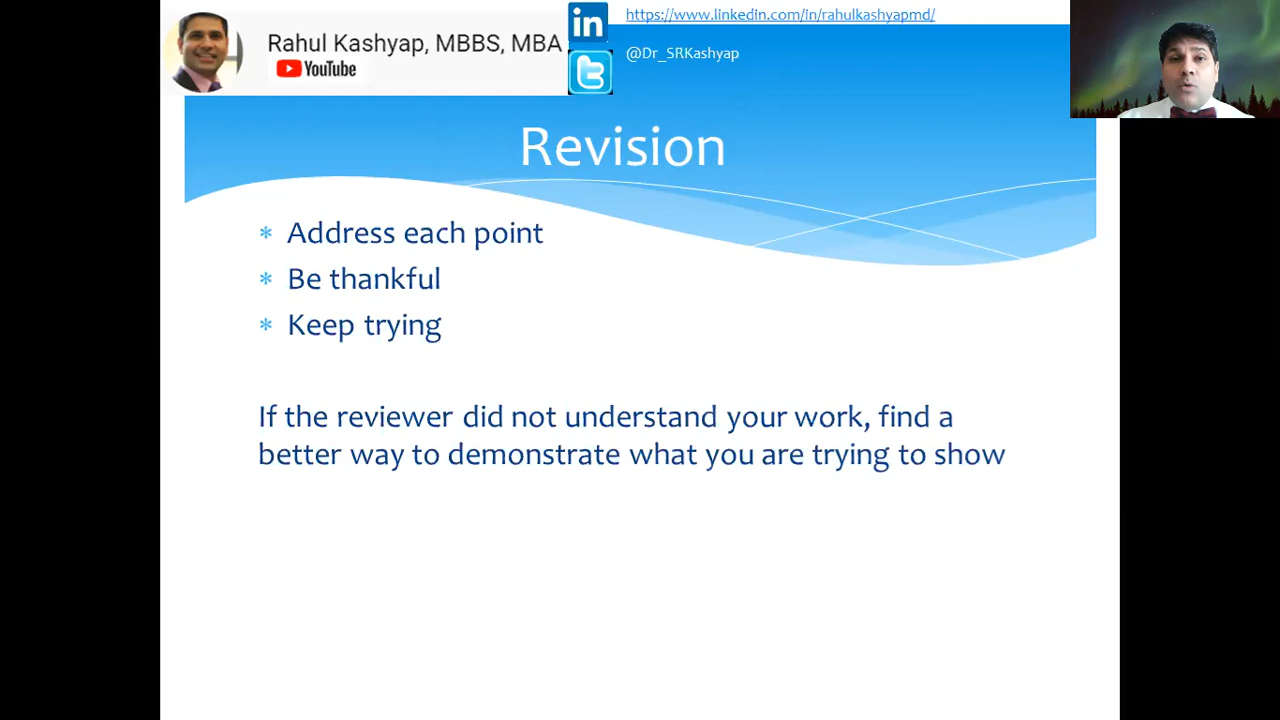 Rahul Kashyap, MBBS, MBA
YouTube
in
https://www.linkedin.com/in/rahulkashyapmd/
@Dr_SRKashyap
Revision
* Address each point
* Be thankful
* Keep trying
If the reviewer did not understand your work, find a
better way to demonstrate what you are trying to show